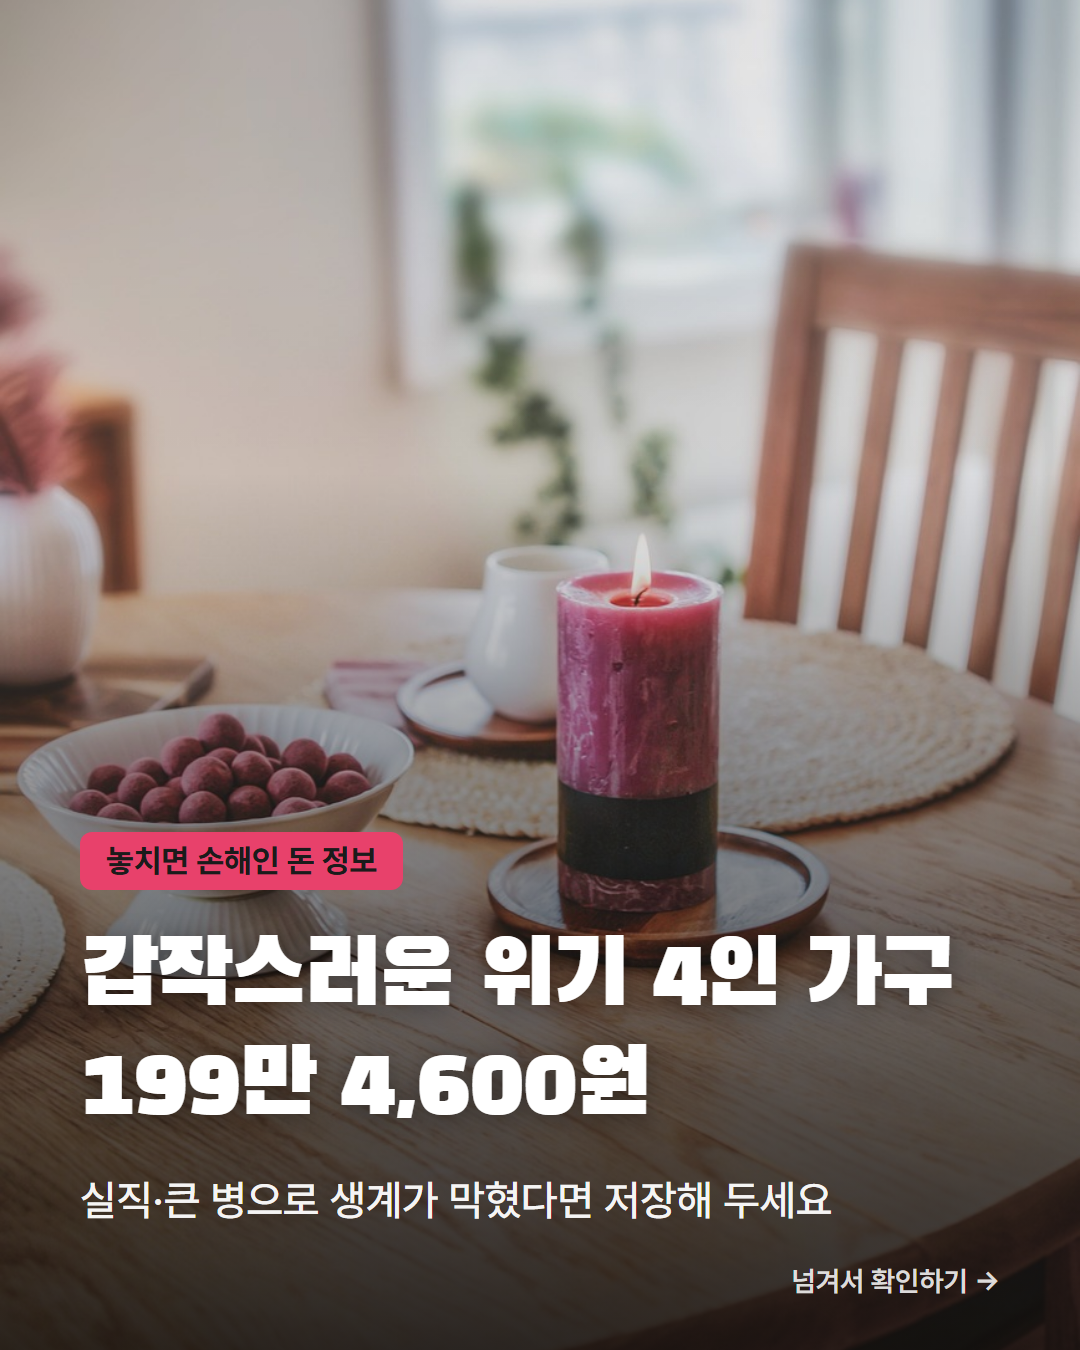 놓치면 손해인 돈 정보
갑작스러운 위기 4인 가구
199만 4,600원
실직·큰 병으로 생계가 막혔다면 저장해 두세요
넘겨서 확인하기 →